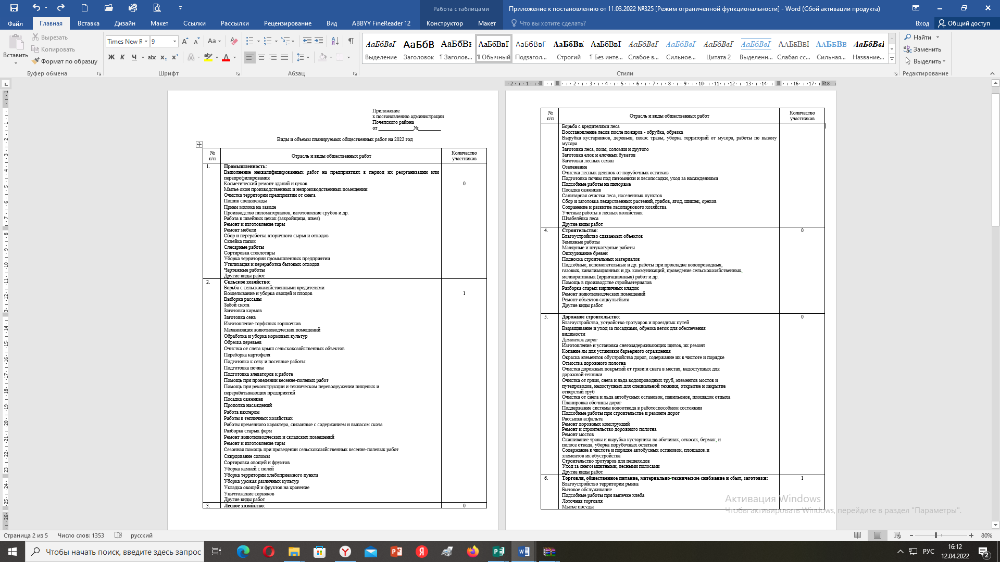 Работа с таблицами
Приложение к постановлению от 11.03.2022 №325 [Режим ограниченной функциональности] - Word (Сбой активации продукта)
Файл
Главная
Вставка
Дизайн
Макет
Ссылки
Рассылки
Рецензирование
Вид
ABBYY FineReader 12
Конструктор
Макет
Что вы хотите сделать?
Вход
Общий доступ
Вставить
Вырезать
Копировать
Формат по образцу
Буфер обмена
Times New R
9
Шрифт
Абзац
Выделение
Заголовок
¶ Заголов...
¶ Обычный
Подзагол...
Строгий
¶ Без инте...
Слабое в...
Сильное...
Цитата 2
Выделенн...
Слабая сс...
Сильная...
Название...
Стили
Найти
Заменить
Выделить
Редактирование
Приложение
к постановлению администрации
Почепского района
от ______________№_________
Виды и объемы планируемых общественных работ на 2022 год
№ п/п
Отрасль и виды общественных работ
Количество участников
1.
Промышленность:
Выполнение неквалифицированных работ на предприятиях в период их реорганизации или
перепрофилирования
Косметический ремонт зданий и цехов
0
Мытье окон производственных и непроизводственных помещении
Очистка территории предприятии от снега
Пошив спецодежды
Прием молока на заводе
Производство пиломатериалов, изготовление срубов и др.
Работа в швейных цехах (закройщица, швея)
Ремонт и изготовление тары
Ремонт мебели
Сбор и переработка вторичного сырья и отходов
Склейка папок
Слесарные работы
Сортировка стеклотары
Уборка территории промышленных предприятии
Утилизация и переработка бытовых отходов
Чертежные работы
Другие виды работ
2.
Сельское хозяйство:
Борьба с сельскохозяйственными вредителями
Возделывание и уборка овощей и плодов
1
Выборка рассады
Забой скота
Заготовка кормов
Заготовка сена
Изготовление торфяных горшочков
Механизация животноводческих помещений
Обработка и уборка кормовых культур
Обрезка деревьев
Очистка от снега крыш сельскохозяйственных объектов
Переборка картофеля
Подготовка к севу и посевные работы
Подготовка почвы
Подготовка элеваторов к работе
Помощь при проведении весенне-полевых работ
Помощь при реконструкции и техническом перевооружении пищевых и
перерабатывающих предприятий
Посадка саженцев
Прополка насаждений
Работа вахтером
Работы в тепличных хозяйствах
Работы временного характера, связанные с содержанием и выпасом скота
Разборка старых ферм
Ремонт животноводческих и складских помещений
Ремонт и изготовление тары
Сезонная помощь при проведении сельскохозяйственных весенне-полевых работ
Скирдование соломы
Сортировка овощей и фруктов
Уборка камней с полей
Уборка территории хлебоприемного пункта
Уборка урожая различных культур
Укладка овощей и фруктов на хранение
Уничтожение сорняков
Другие виды работ
3.
Лесное хозяйство:
0
№ п/п
Отрасль и виды общественных работ
Количество участников
Борьба с вредителями леса
Восстановление лесов после пожаров - обрубка, обрезка
Вырубка кустарников, деревьев, покос травы, уборка территорий от мусора, работы по вывозу
мусора
Заготовка леса, лозы, соломки и другого
Заготовка елок и елочных букетов
Заготовка лесных семян
Озеленение
Очистка лесных делянок от порубочных остатков
Подготовка почвы под питомники и лесопосадки, уход за насаждениями
Подсобные работы на пилораме
Посадка саженцев
Санитарная очистка леса, населенных пунктов
Сбор и заготовка лекарственных растений, грибов, ягод, шишек, орехов
Сохранение и развитие лесопаркового хозяйства
Учетные работы в лесных хозяйствах
Штабелёвка леса
Другие виды работ
4.
Строительство:
0
Благоустройство сдаваемых объектов
Земляные работы
Малярные и штукатурные работы
Ошкуривание бревен
Подноска строительных материалов
Подсобные, вспомогательные и др. работы при прокладке водопроводных,
газовых, канализационных и др. коммуникаций, проведение сельскохозяйственных,
мелиоративных (ирригационных) работ и др.
Помощь в производстве стройматериалов
Разборка старых кирпичных кладок
Ремонт животноводческих помещений
Ремонт объектов соцкультбыта
Другие виды работ
5.
Дорожное строительство:
0
Благоустройство, устройство тротуаров и проездных путей
Выращивание и уход за посадками, обрезка веток для обеспечения
видимости
Демонтаж дорог
Изготовление и установка снегозадерживающих щитов, их ремонт
Копание ям для установки барьерного ограждения
Окраска элементов обустройства дорог, содержание их в чистоте и порядке
Отмостка дорожного полотна
Очистка дорожных покрытий от грязи и снега в местах, недоступных для
дорожной техники
Очистка от грязи, снега и льда водопроводных труб, элементов мостов и
путепроводов, недоступных для специальной техники, открытие и закрытие
отверстий труб
Очистка от снега и льда автобусных остановок, павильонов, площадок отдыха
Планировка обочины дорог
Поддержание системы водоотвода в работоспособном состоянии
Подсобные работы при строительстве и ремонте дорог
Рассыпка асфальта
Ремонт дорожных конструкций
Ремонт и строительство дорожного полотна
Ремонт мостов
Скашивание травы и вырубка кустарника на обочинах, откосах, бермах, и
полосе отвода, уборка порубочных остатков
Содержание в чистоте и порядке автобусных остановок, площадок и
элементов их обустройства
Строительство тротуаров для пешеходов
Уход за снегозащитными, лесными полосами
Другие виды работ
6.
Торговля, общественное питание, материально-техническое снабжение и сбыт, заготовки:
1
Благоустройство территории рынка
Бытовое обслуживание
Подсобные работы при выпечке хлеба
Лоточная торговля
Мытье посуды
Активация Windows
Чтобы активировать Windows, перейдите в раздел "Параметры".
Страница 2 из 5
Число слов: 1353
русский
80%
Чтобы начать поиск, введите здесь запрос
РУС
16:12
12.04.2022
2